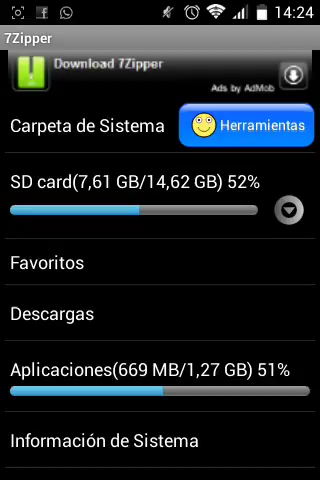 14:24
7Zipper
Download 7Zipper
Ads by AdMob
Carpeta de Sistema
Herramientas
SD card(7,61 GB/14,62 GB) 52%
Favoritos
Descargas
Aplicaciones(669 MB/1,27 GB) 51%
Información de Sistema